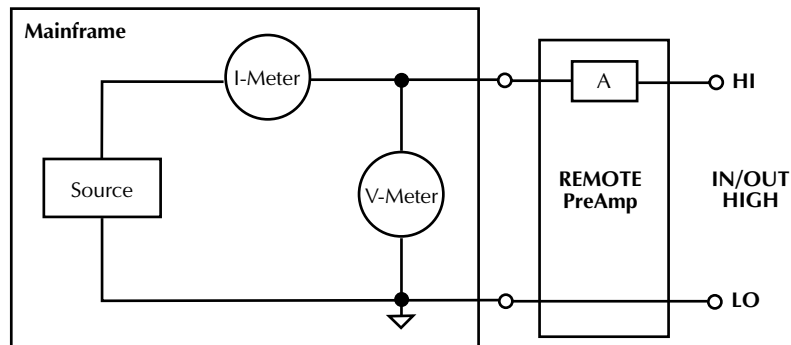 Mainframe
I-Meter
A
HI
Source
V-Meter
REMOTE
PreAmp
IN/OUT
HIGH
LO